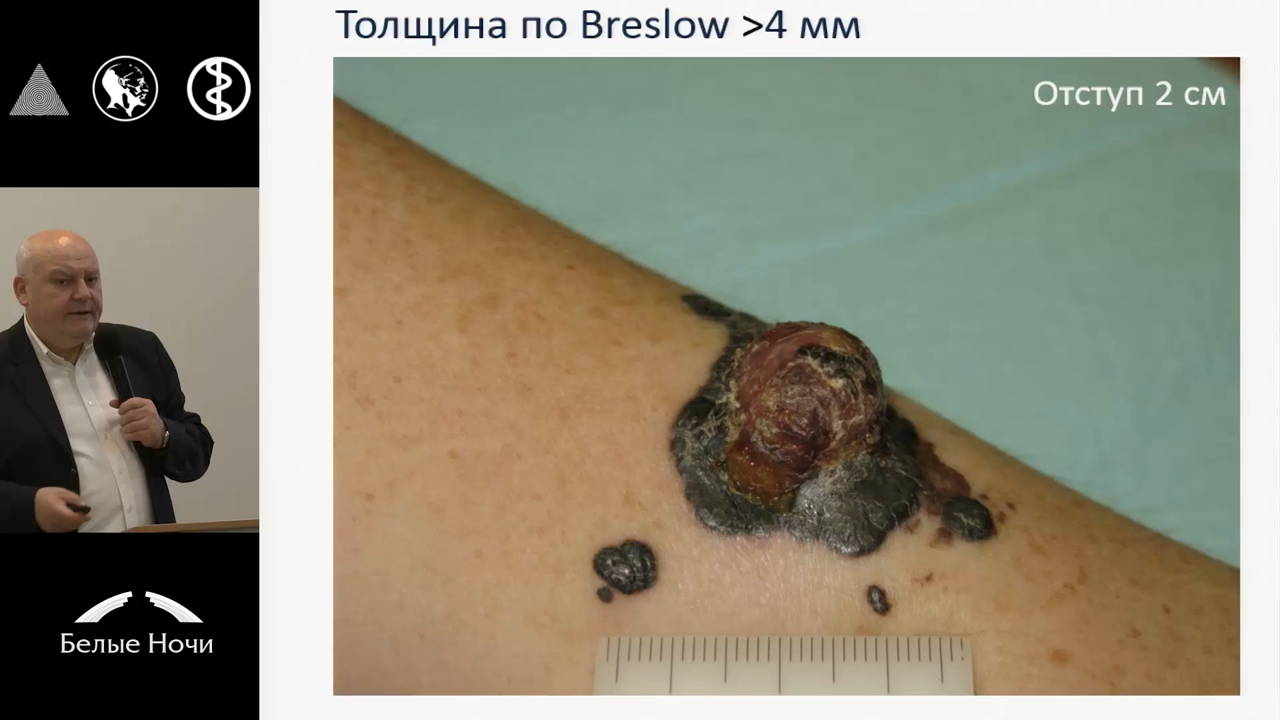 Толщина по Breslow >4 мм
Отступ 2 см
Белые Ночи